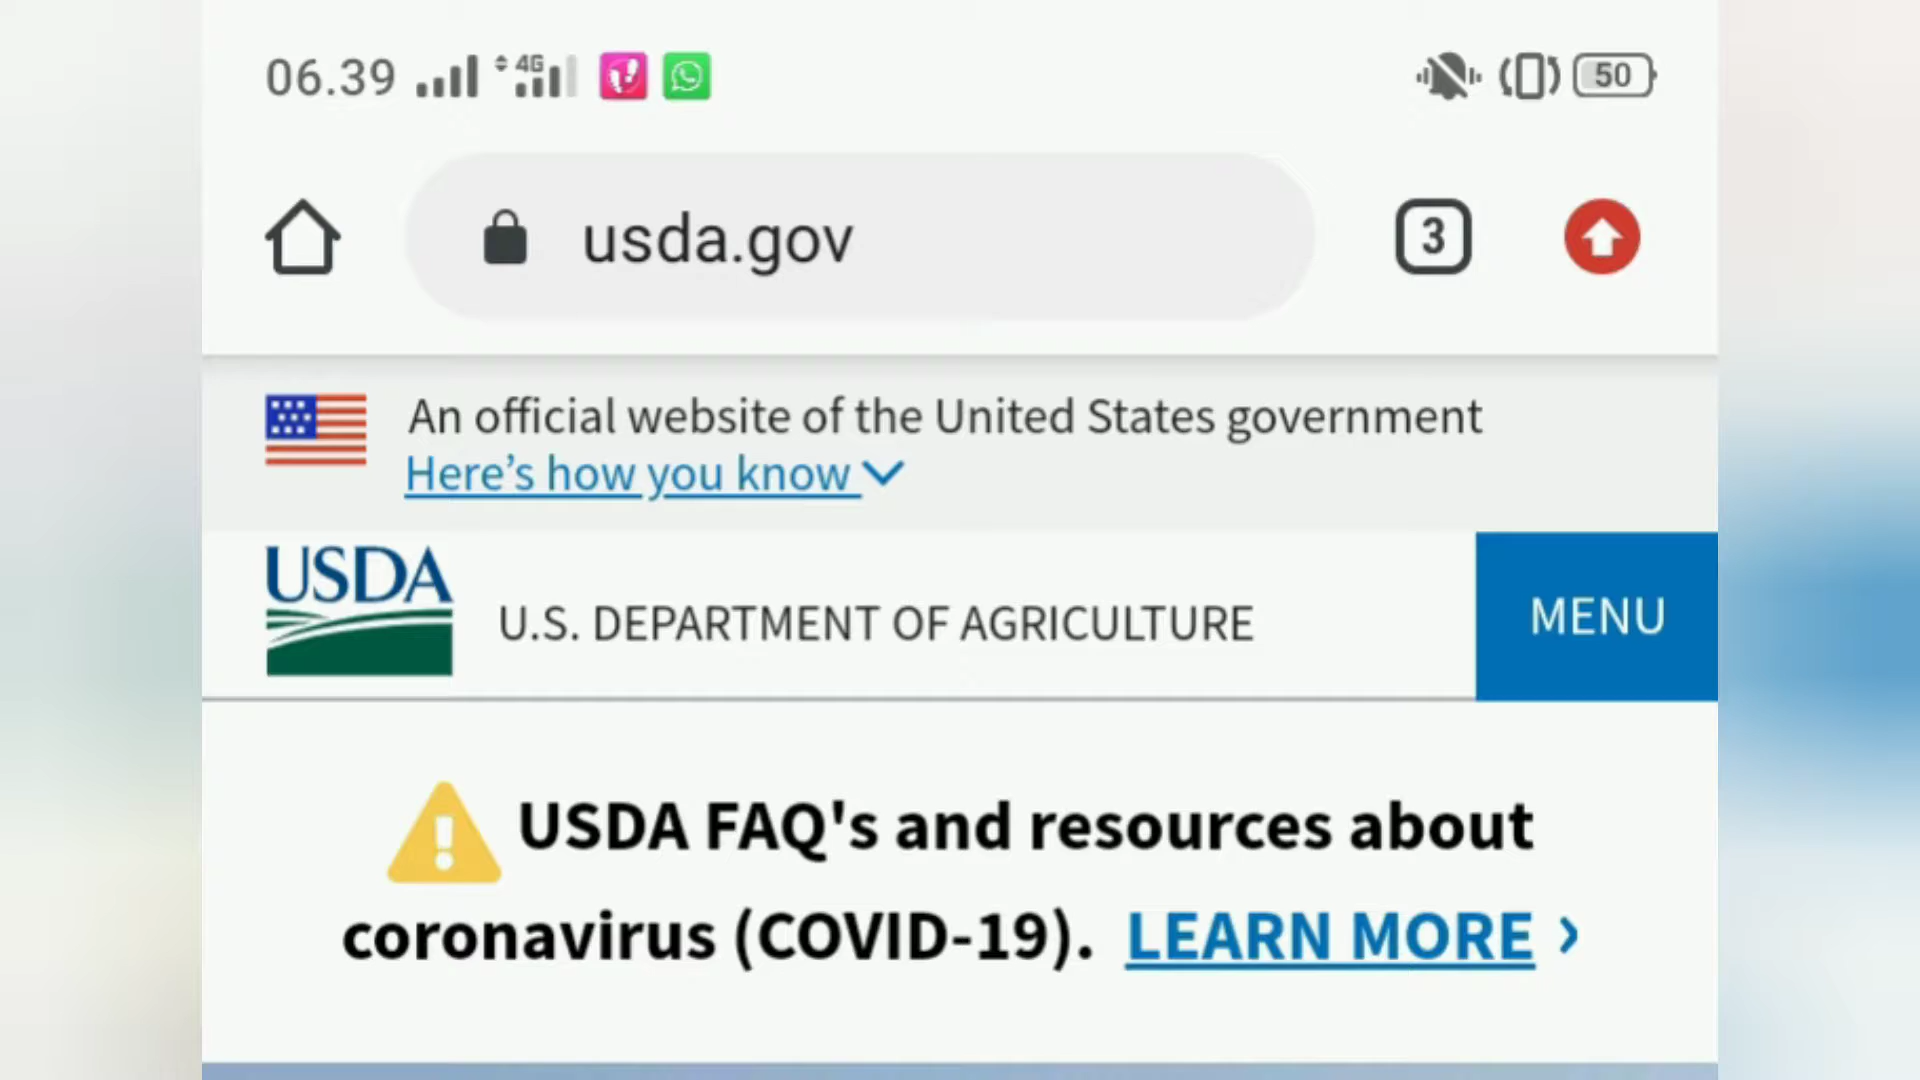 06.39 4G 50
usda.gov 3
An official website of the United States government
Here’s how you know
USDA
U.S. DEPARTMENT OF AGRICULTURE
MENU
USDA FAQ's and resources about
coronavirus (COVID-19). LEARN MORE ›